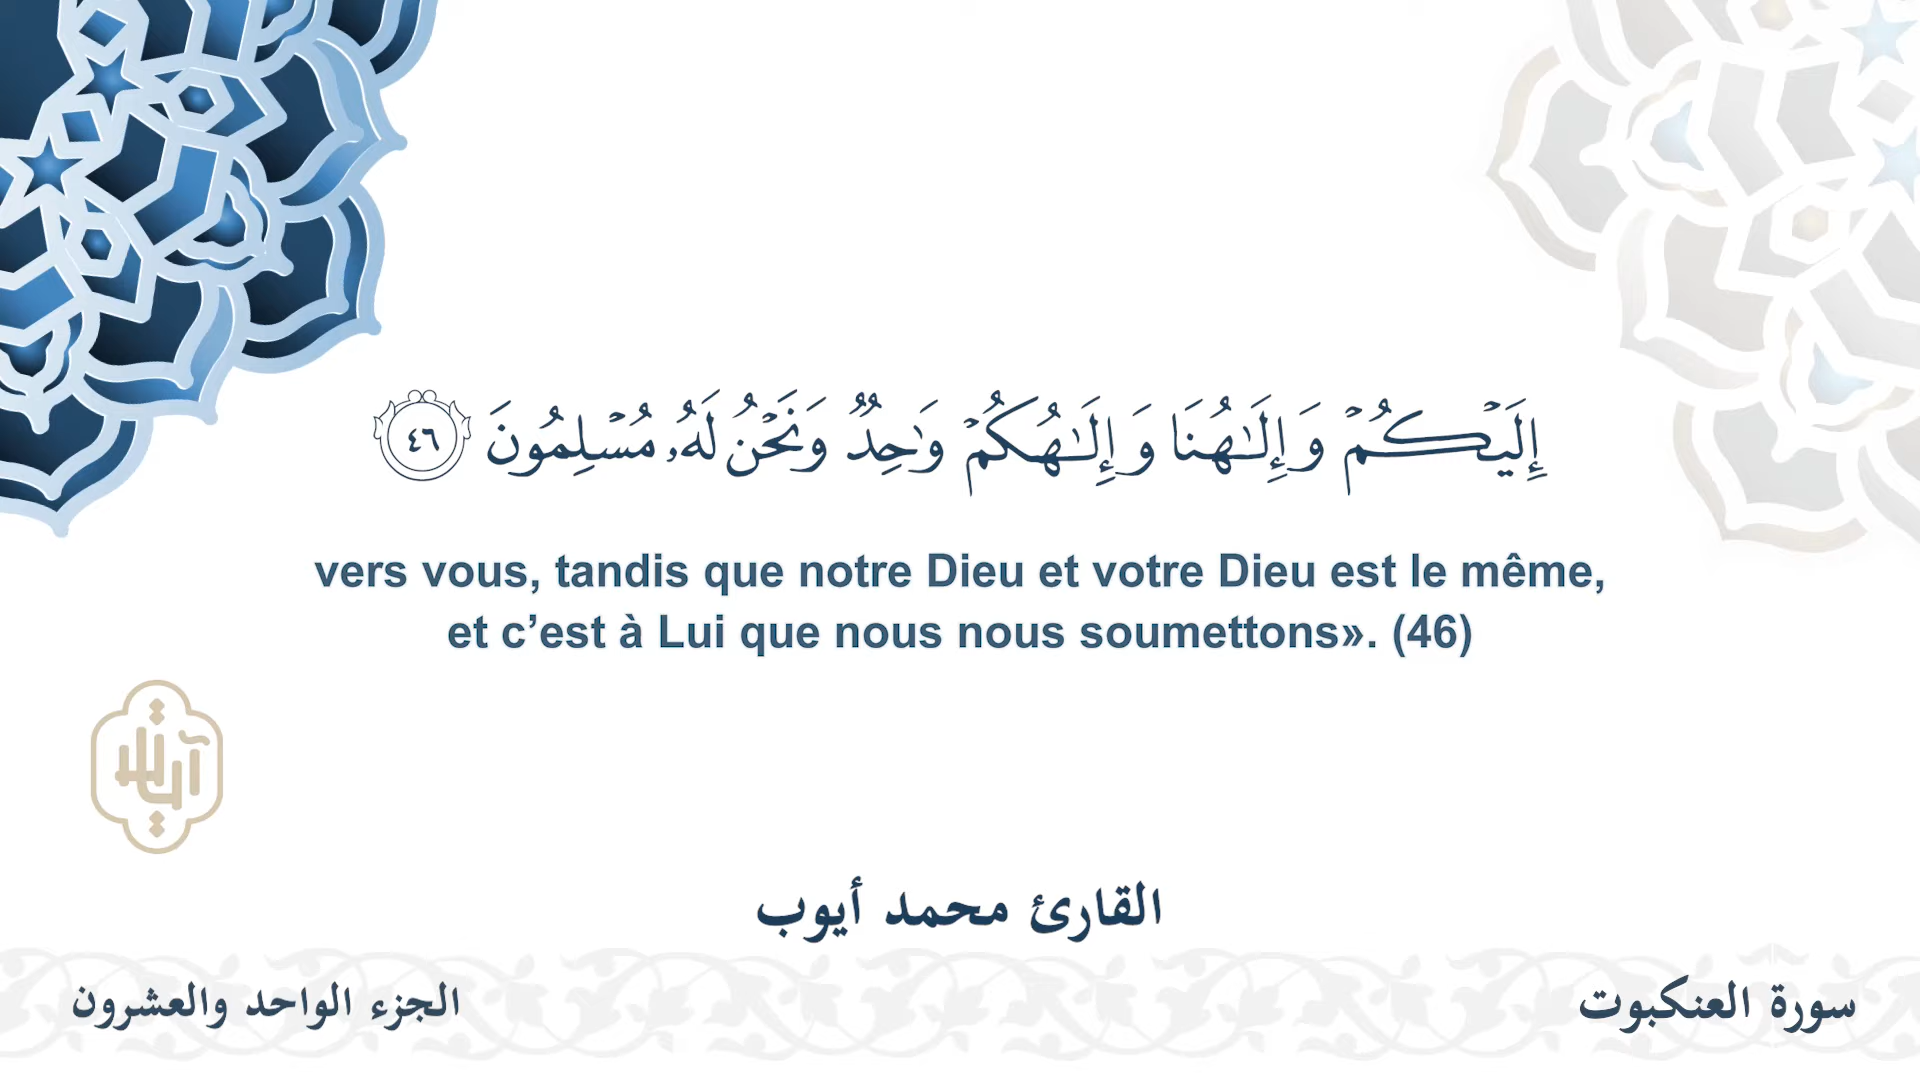 إِلَيۡكُمۡ وَإِلَٰهُنَا وَإِلَٰهُكُمۡ وَٰحِدٞ وَنَحۡنُ لَهُۥ مُسۡلِمُونَ ٤٦
vers vous, tandis que notre Dieu et votre Dieu est le même,
et c’est à Lui que nous nous soumettons». (46)
آيات
القارئ محمد أيوب
سورة العنكبوت
الجزء الواحد والعشرون